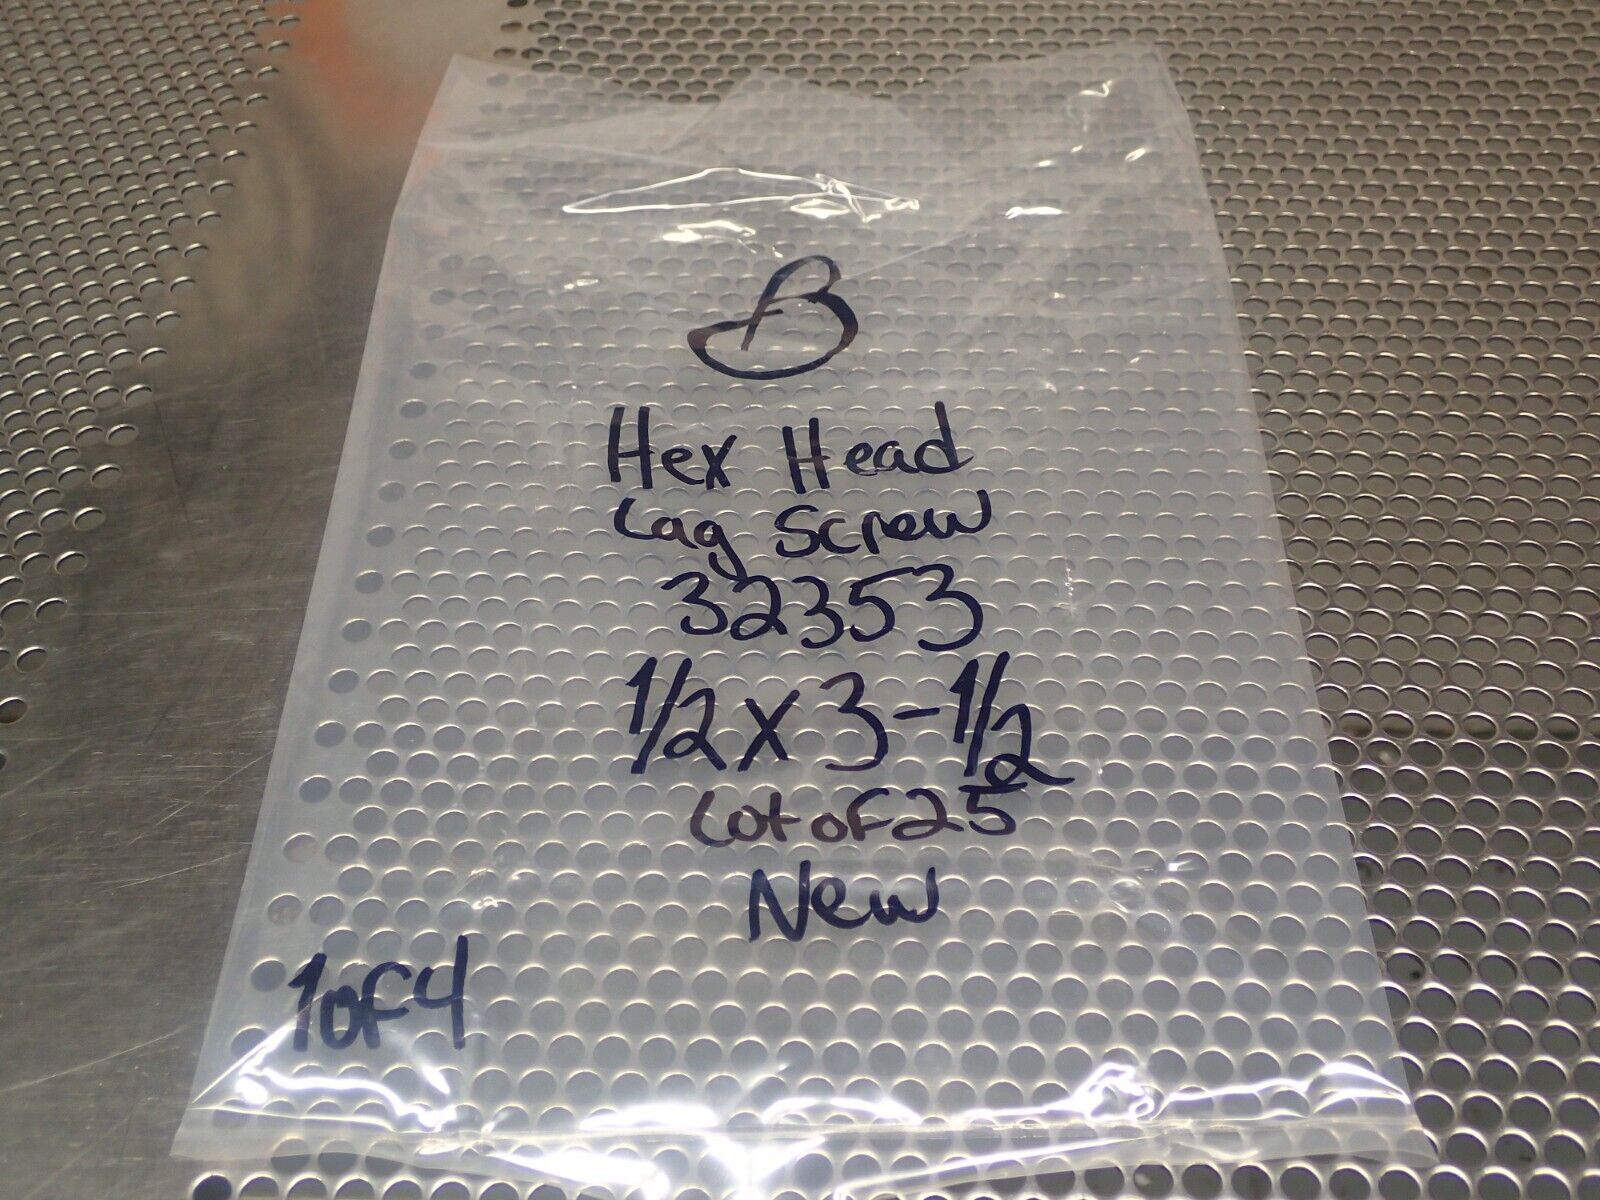 B
Hex Head
Lag Screw
32353
1/2 x 3-1/2
Lot of 25
New
1 of 4